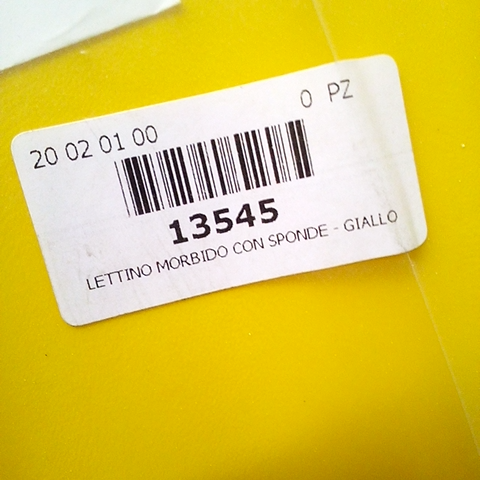 20 02 01 00 0 PZ
13545
LETTINO MORBIDO CON SPONDE - GIALLO